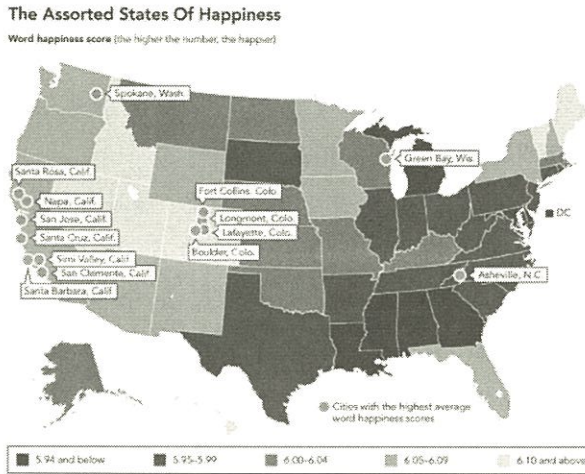 The Assorted States Of Happiness
Word happiness score (the higher the number, the happier)
Spokane, Wash.
Green Bay, Wis.
Santa Rosa, Calif.
Fort Collins, Colo.
Napa, Calif.
Longmont, Colo.
San Jose, Calif.
Lafayette, Colo.
DC
Santa Cruz, Calif.
Boulder, Colo.
Simi Valley, Calif.
San Clemente, Calif.
Asheville, N.C.
Santa Barbara, Calif.
Cities with the highest average
word happiness scores
5.94 and below
5.95–5.99
6.00–6.04
6.05–6.09
6.10 and above